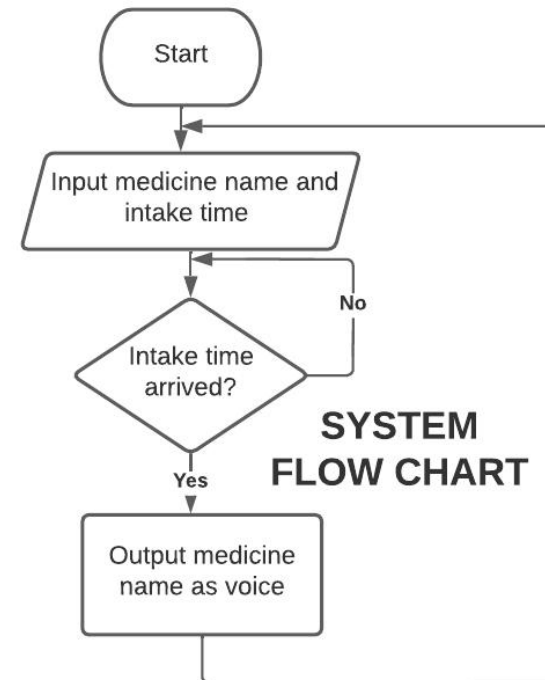 Start
Input medicine name and
intake time
No
Intake time
arrived?
SYSTEM
FLOW CHART
Yes
Output medicine
name as voice